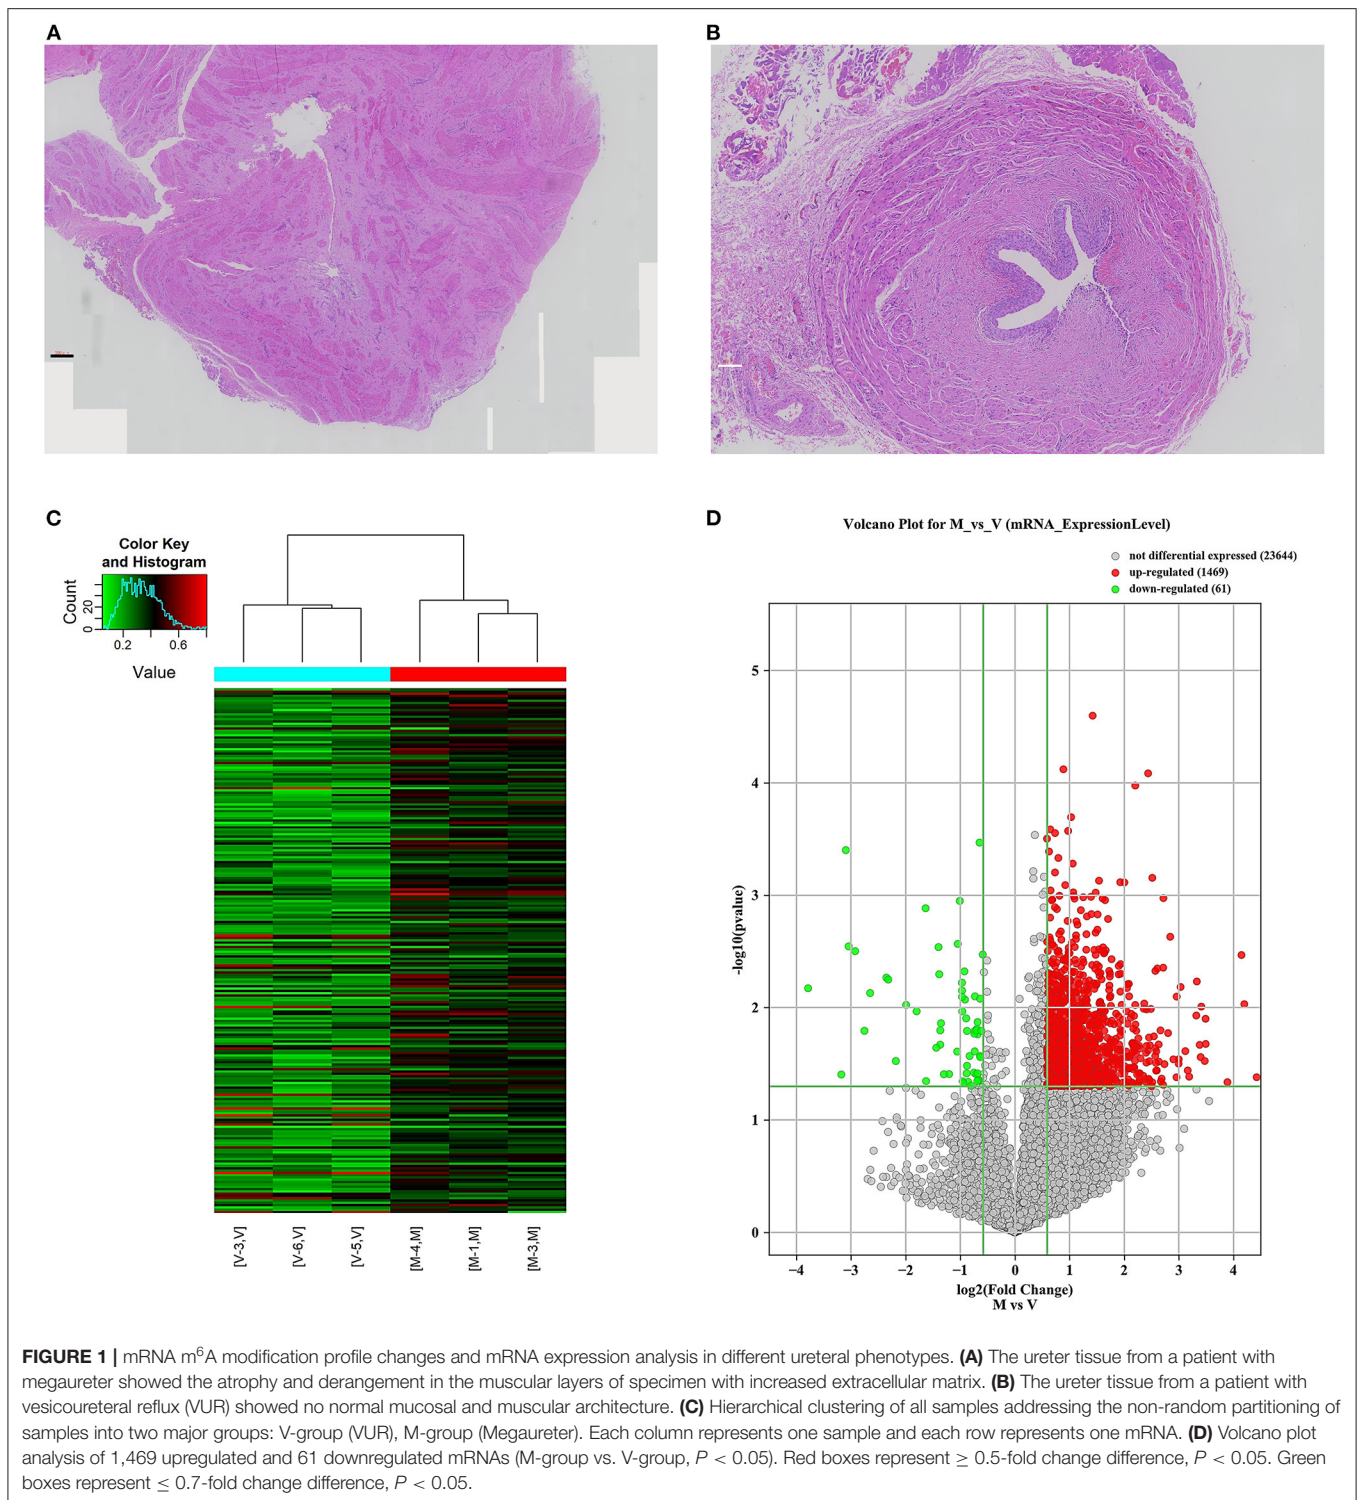 A
B
C
D
Color Key
and Histogram
Count
0 20
0.2 0.6
Value
[V-3,V]
[V-6,V]
[V-5,V]
[M-4,M]
[M-1,M]
[M-3,M]
Volcano Plot for M_vs_V (mRNA_ExpressionLevel)
not differential expressed (23644)
up-regulated (1469)
down-regulated (61)
-log10(pvalue)
5
4
3
2
1
0
−4 −3 −2 −1 0 1 2 3 4
log2(Fold Change)
M vs V
FIGURE 1 | mRNA m⁶A modification profile changes and mRNA expression analysis in different ureteral phenotypes. (A) The ureter tissue from a patient with
megaureter showed the atrophy and derangement in the muscular layers of specimen with increased extracellular matrix. (B) The ureter tissue from a patient with
vesicoureteral reflux (VUR) showed no normal mucosal and muscular architecture. (C) Hierarchical clustering of all samples addressing the non-random partitioning of
samples into two major groups: V-group (VUR), M-group (Megaureter). Each column represents one sample and each row represents one mRNA. (D) Volcano plot
analysis of 1,469 upregulated and 61 downregulated mRNAs (M-group vs. V-group, P < 0.05). Red boxes represent ≥ 0.5-fold change difference, P < 0.05. Green
boxes represent ≤ 0.7-fold change difference, P < 0.05.